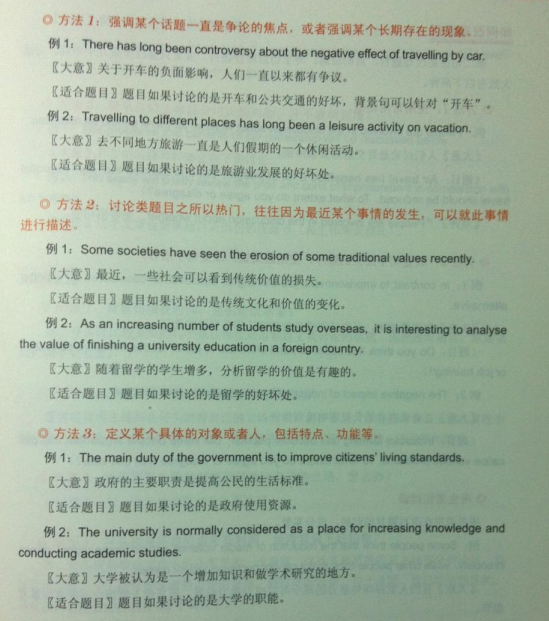 ◎ 方法1：强调某个话题一直是争论的焦点，或者强调某个长期存在的现象。
例 1：There has long been controversy about the negative effect of travelling by car.
〖大意〗关于开车的负面影响，人们一直以来都有争议。
〖适合题目〗题目如果讨论的是开车和公共交通的好坏，背景句可以针对“开车”。
例 2：Travelling to different places has long been a leisure activity on vacation.
〖大意〗去不同地方旅游一直是人们假期的一个休闲活动。
〖适合题目〗题目如果讨论的是旅游业发展的好坏处。
◎ 方法2：讨论类题目之所以热门，往往因为最近某个事情的发生，可以就此事情
进行描述。
例 1：Some societies have seen the erosion of some traditional values recently.
〖大意〗最近，一些社会可以看到传统价值的损失。
〖适合题目〗题目如果讨论的是传统文化和价值的变化。
例 2：As an increasing number of students study overseas, it is interesting to analyse
the value of finishing a university education in a foreign country.
〖大意〗随着留学的学生增多，分析留学的价值是有趣的。
〖适合题目〗题目如果讨论的是留学的好坏处。
◎ 方法3：定义某个具体的对象或者人，包括特点、功能等。
例 1：The main duty of the government is to improve citizens' living standards.
〖大意〗政府的主要职责是提高公民的生活标准。
〖适合题目〗题目如果讨论的是政府使用资源。
例 2：The university is normally considered as a place for increasing knowledge and
conducting academic studies.
〖大意〗大学被认为是一个增加知识和做学术研究的地方。
〖适合题目〗题目如果讨论的是大学的职能。